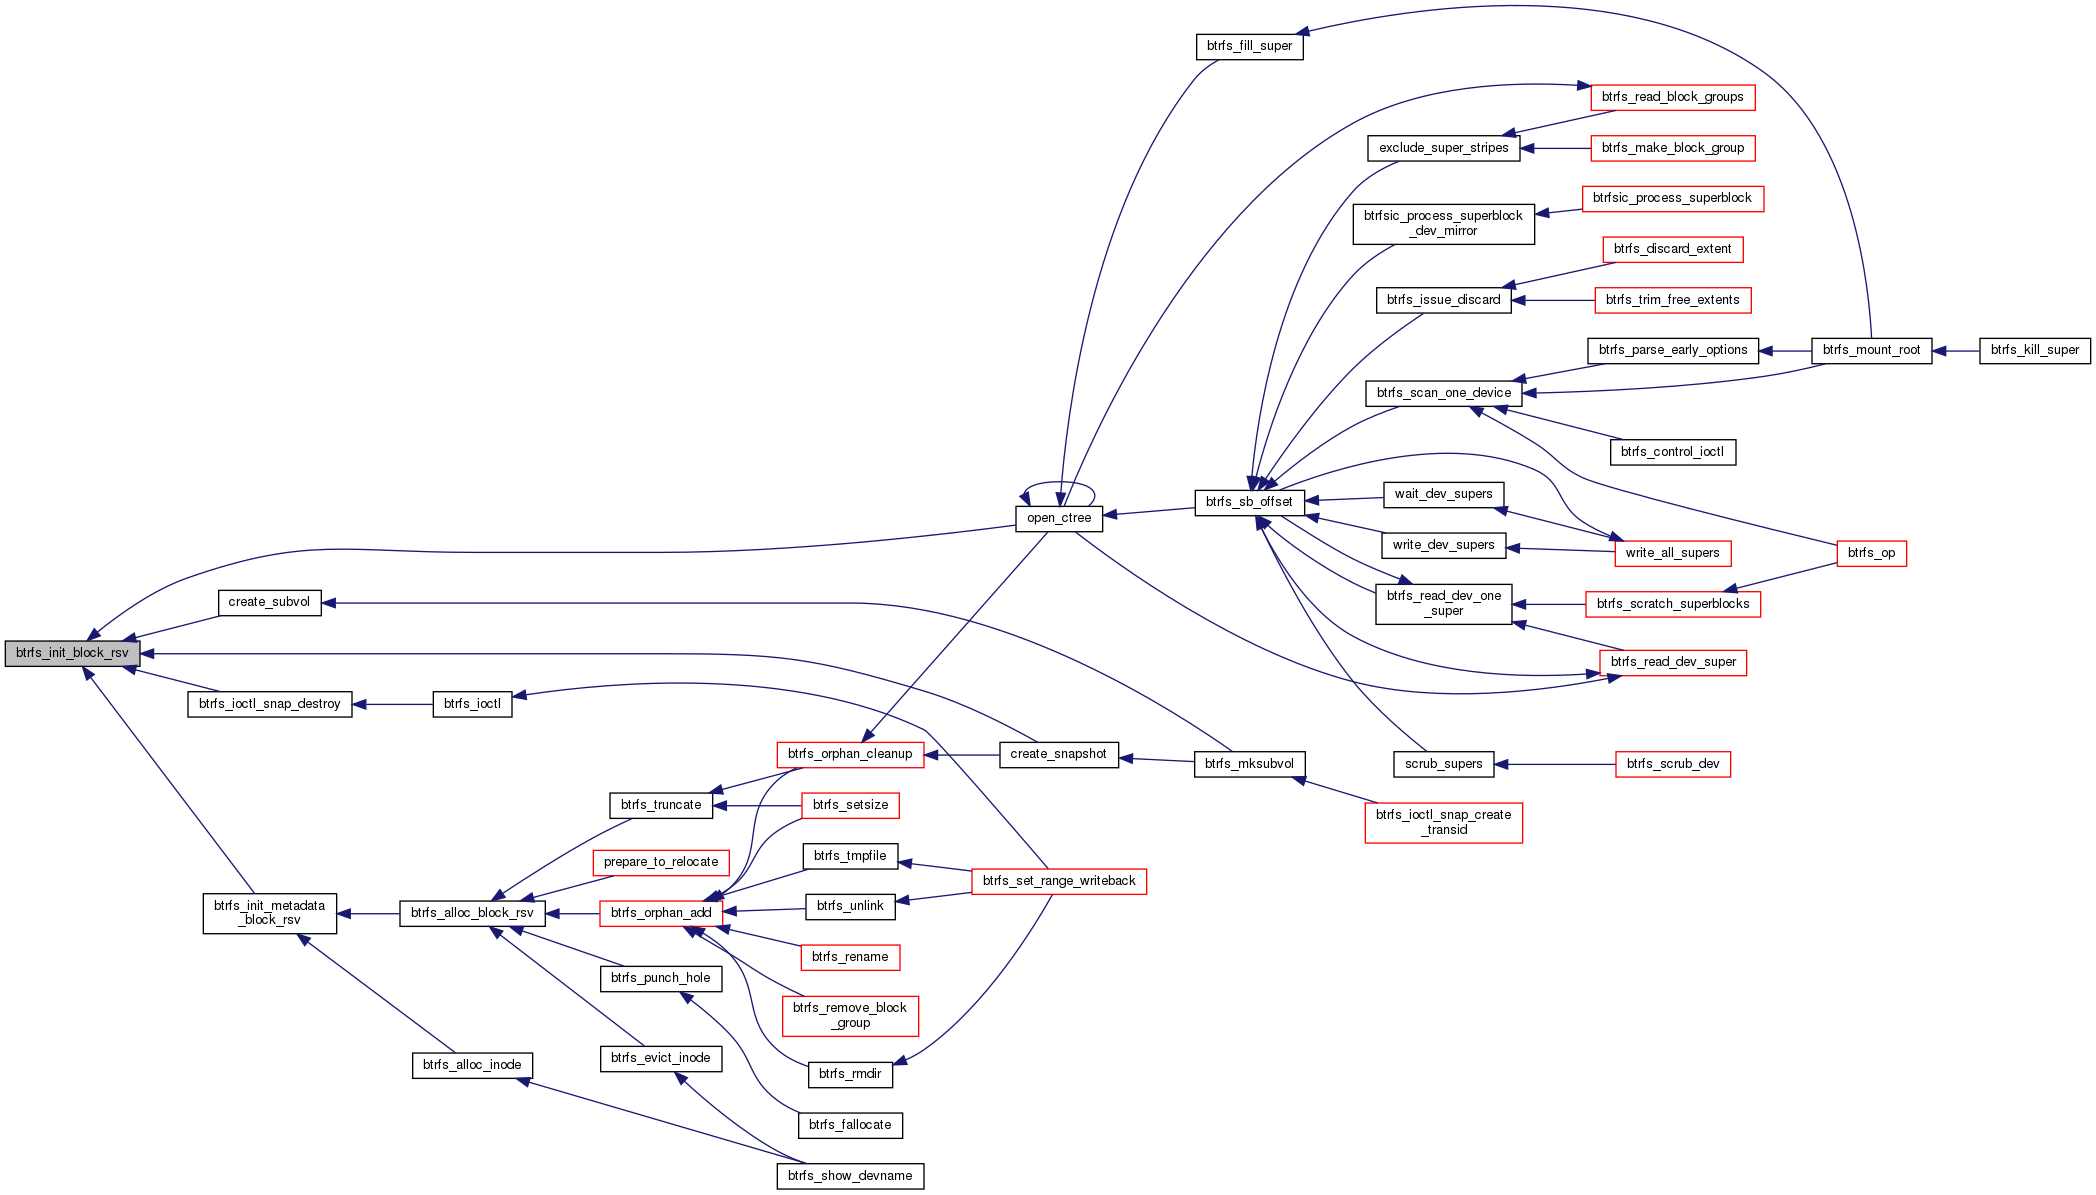 btrfs_fill_super
btrfs_read_block_groups
exclude_super_stripes
btrfs_make_block_group
btrfsic_process_superblock
btrfsic_process_superblock
_dev_mirror
btrfs_discard_extent
btrfs_issue_discard
btrfs_trim_free_extents
btrfs_parse_early_options
btrfs_mount_root
btrfs_kill_super
btrfs_scan_one_device
btrfs_control_ioctl
wait_dev_supers
btrfs_sb_offset
open_ctree
write_dev_supers
write_all_supers
btrfs_op
btrfs_read_dev_one
_super
btrfs_scratch_superblocks
create_subvol
btrfs_init_block_rsv
btrfs_read_dev_super
btrfs_ioctl_snap_destroy
btrfs_ioctl
btrfs_orphan_cleanup
create_snapshot
btrfs_mksubvol
scrub_supers
btrfs_scrub_dev
btrfs_truncate
btrfs_setsize
btrfs_ioctl_snap_create
_transid
prepare_to_relocate
btrfs_tmpfile
btrfs_set_range_writeback
btrfs_init_metadata
_block_rsv
btrfs_alloc_block_rsv
btrfs_orphan_add
btrfs_unlink
btrfs_rename
btrfs_punch_hole
btrfs_remove_block
_group
btrfs_evict_inode
btrfs_alloc_inode
btrfs_rmdir
btrfs_fallocate
btrfs_show_devname